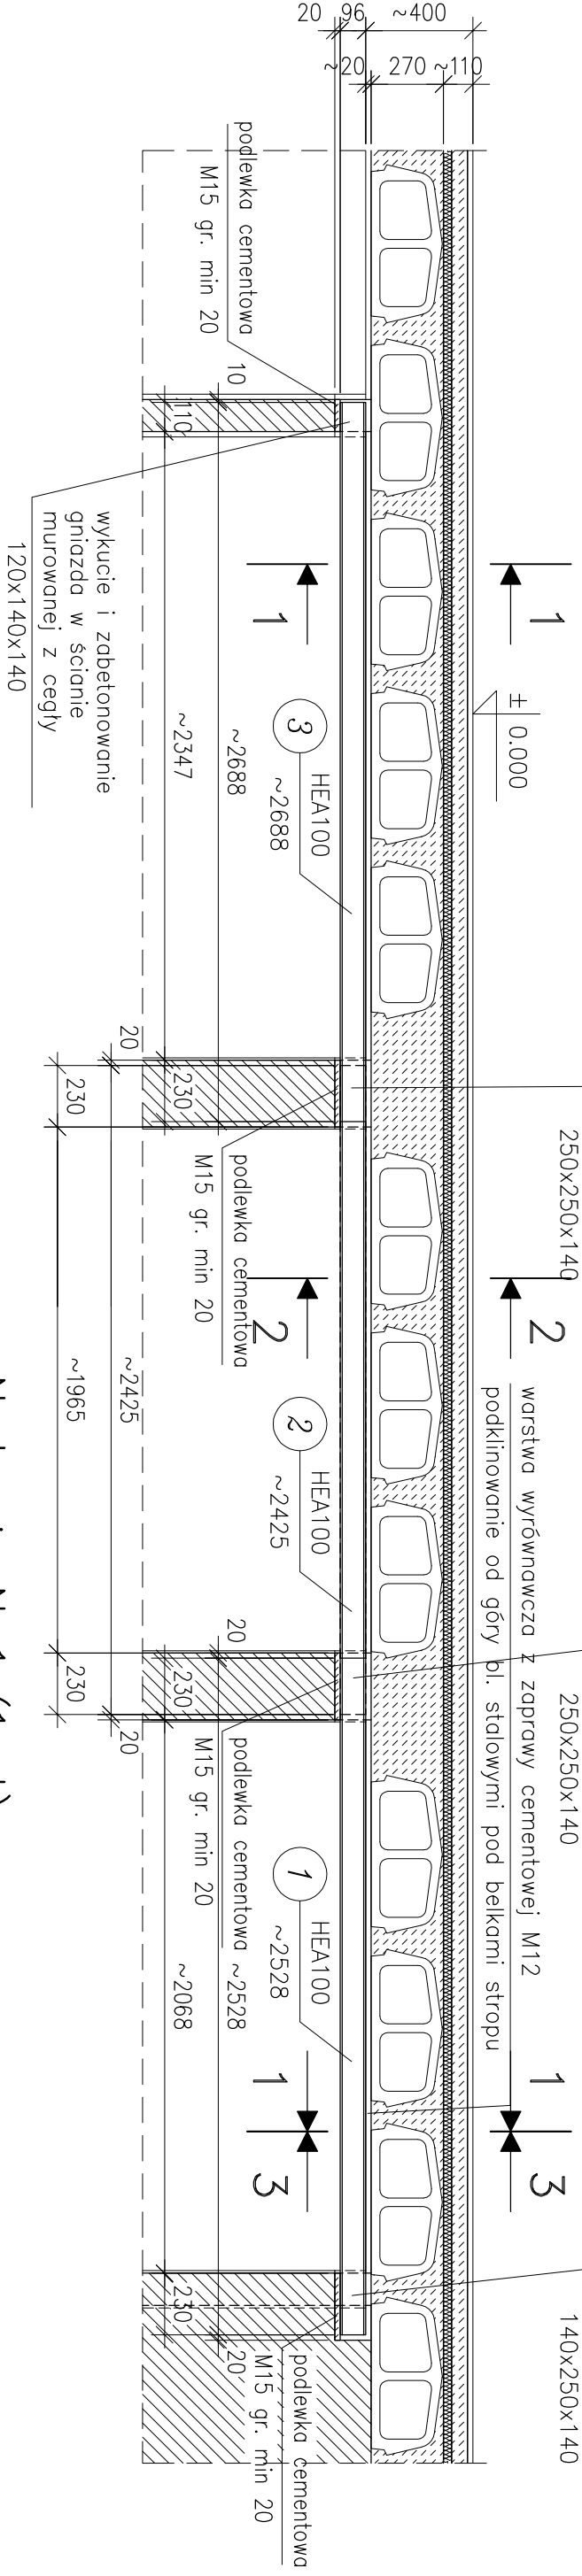 20
96
~400
~20
270
~110
podlewka cementowa
M15 gr. min 20
10
110
wykucie i zabetonowanie
gniazda w ścianie
murowanej z cegły
120x140x140
1
1
± 0.000
3
HEA100
~2688
~2688
~2347
20
230
230
podlewka cementowa
M15 gr. min 20
250x250x140
2
2
warstwa wyrównawcza z zaprawy cementowej M12
podklinowanie od góry bl. stalowymi pod belkami stropu
2
HEA100
~2425
~2425
~1965
20
230
230
20
podlewka cementowa
M15 gr. min 20
250x250x140
1
HEA100
~2528
~2528
~2068
1
3
1
3
230
20
podlewka cementowa
M15 gr. min 20
140x250x140